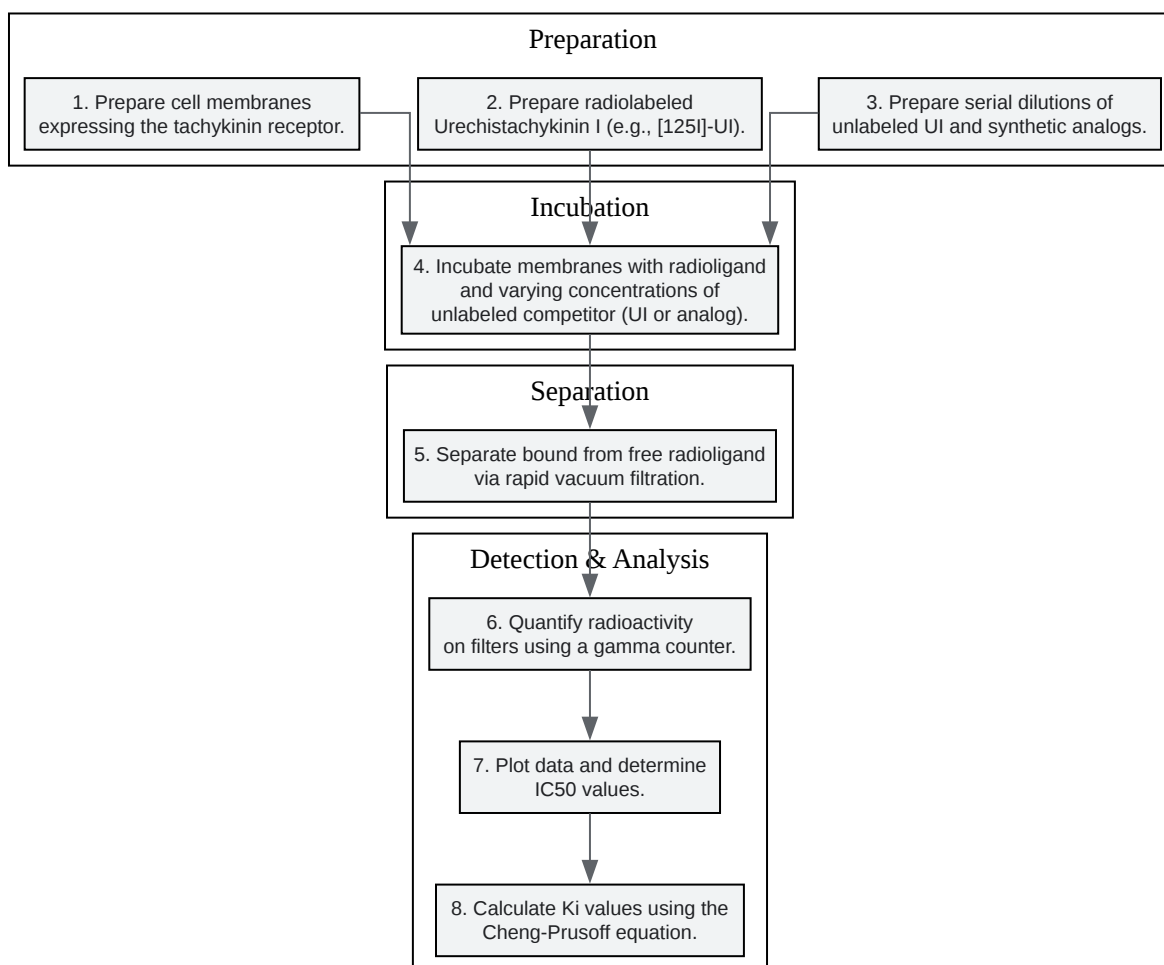 Preparation
1. Prepare cell membranes
expressing the tachykinin receptor.
2. Prepare radiolabeled
Urechistachykinin I (e.g., [125I]-UI).
3. Prepare serial dilutions of
unlabeled UI and synthetic analogs.
Incubation
4. Incubate membranes with radioligand
and varying concentrations of
unlabeled competitor (UI or analog).
Separation
5. Separate bound from free radioligand
via rapid vacuum filtration.
Detection & Analysis
6. Quantify radioactivity
on filters using a gamma counter.
7. Plot data and determine
IC50 values.
8. Calculate Ki values using the
Cheng-Prusoff equation.